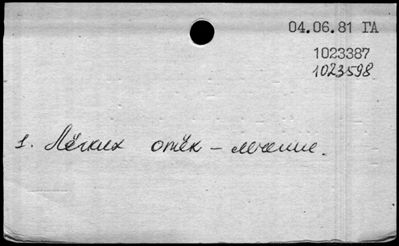 04.06.81 ГА
1023387
1023598
1. Лёгких отёк – лечение.